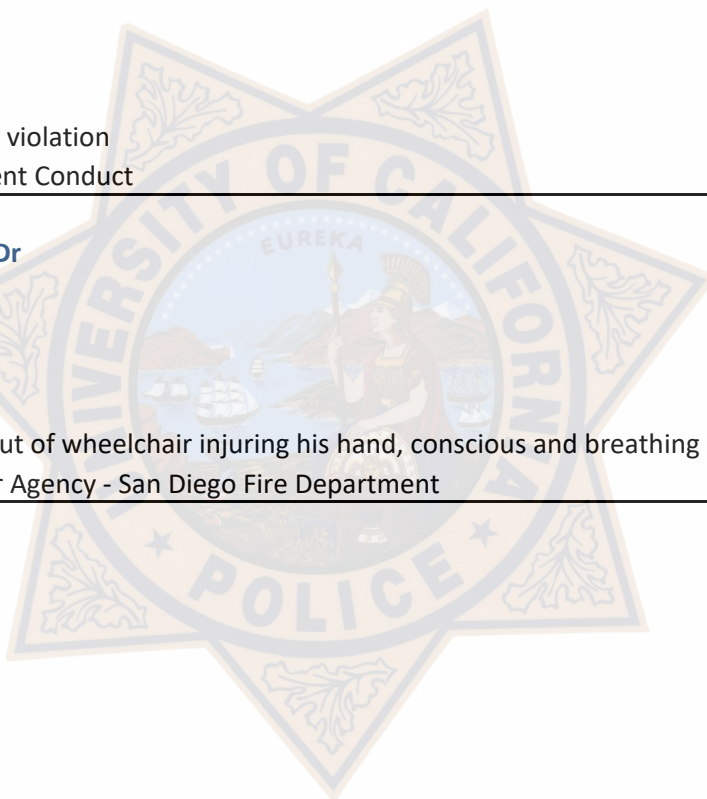 violation
ent Conduct
UNIVERSITY OF CALIFORNIA
EUREKA
Dr
ut of wheelchair injuring his hand, conscious and breathing
r Agency - San Diego Fire Department
POLICE